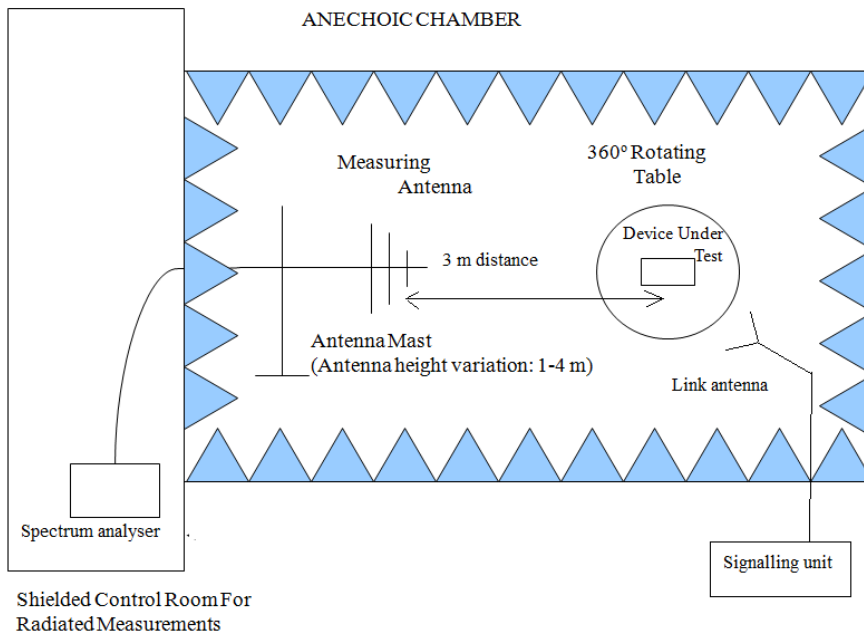 ANECHOIC CHAMBER
Measuring
Antenna
360º Rotating
Table
Device Under
Test
3 m distance
Antenna Mast
(Antenna height variation: 1-4 m)
Link antenna
Spectrum analyser
Signalling unit
Shielded Control Room For
Radiated Measurements